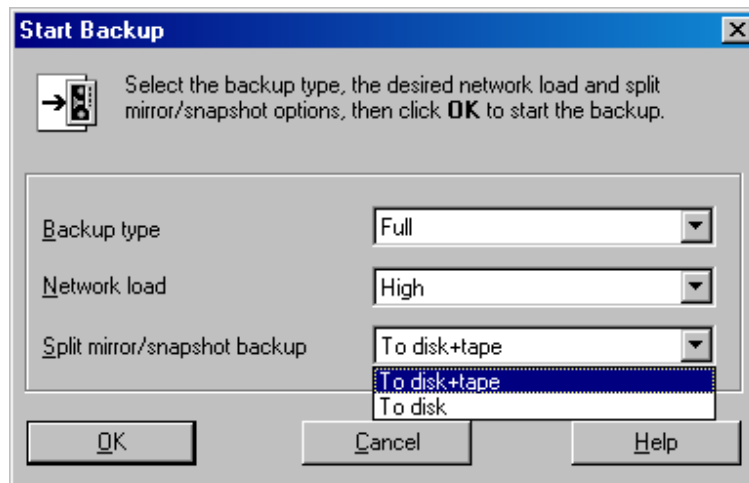 Start Backup
Select the backup type, the desired network load and split
mirror/snapshot options, then click OK to start the backup.
Backup type
Full
Network load
High
Split mirror/snapshot backup
To disk+tape
To disk+tape
To disk
OK
Cancel
Help